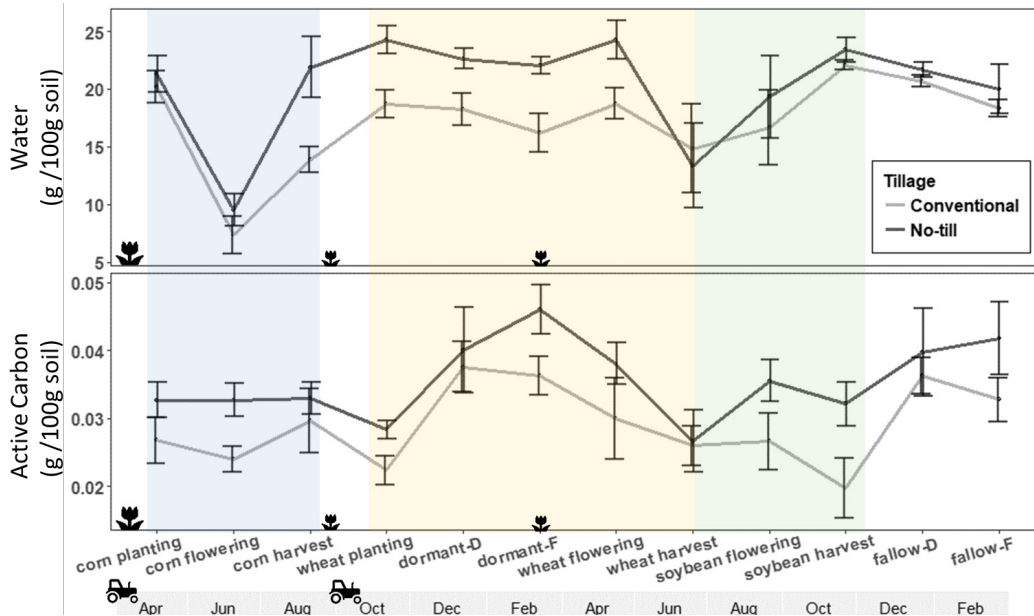 Water
(g /100g soil)
25
20
15
10
5
Tillage
Conventional
No-till
Active Carbon
(g /100g soil)
0.05
0.04
0.03
0.02
corn planting
corn flowering
corn harvest
wheat planting
dormant-D
dormant-F
wheat flowering
wheat harvest
soybean flowering
soybean harvest
fallow-D
fallow-F
Apr Jun Aug Oct Dec Feb Apr Jun Aug Oct Dec Feb